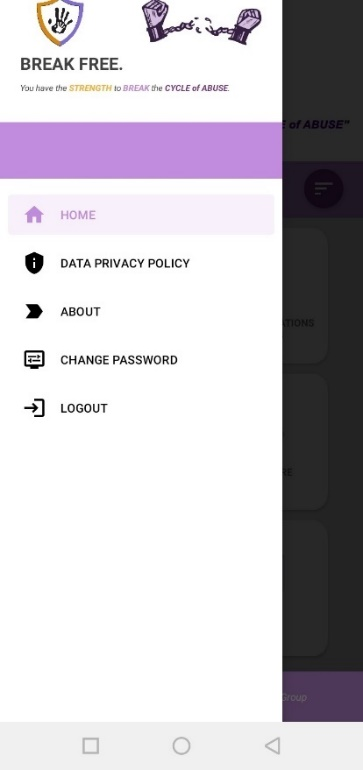 BREAK FREE.
You have the STRENGTH to BREAK the CYCLE of ABUSE.
of ABUSE"
HOME
DATA PRIVACY POLICY
ABOUT
CHANGE PASSWORD
LOGOUT
Group